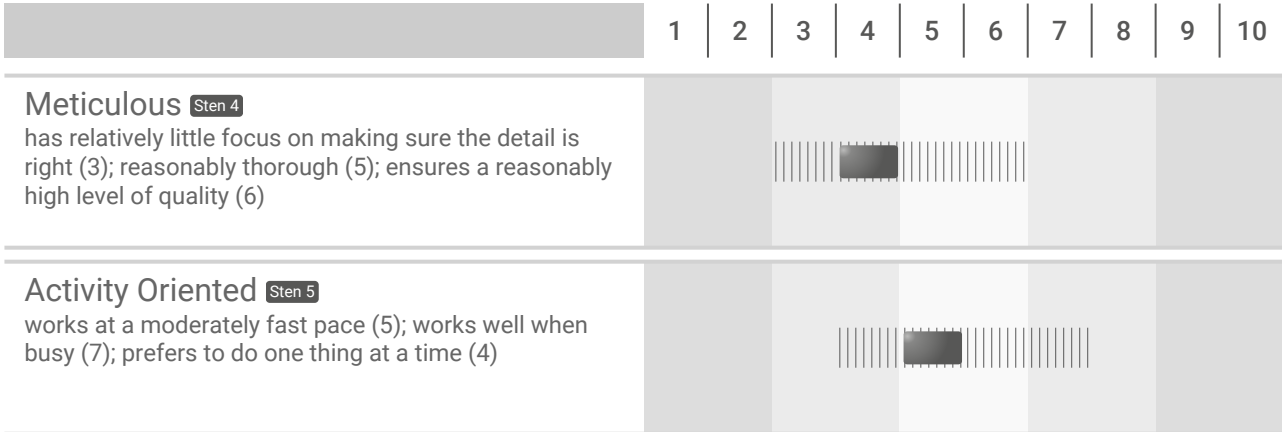 1 2 3 4 5 6 7 8 9 10
Meticulous Sten 4
has relatively little focus on making sure the detail is
right (3); reasonably thorough (5); ensures a reasonably
high level of quality (6)
Activity Oriented Sten 5
works at a moderately fast pace (5); works well when
busy (7); prefers to do one thing at a time (4)